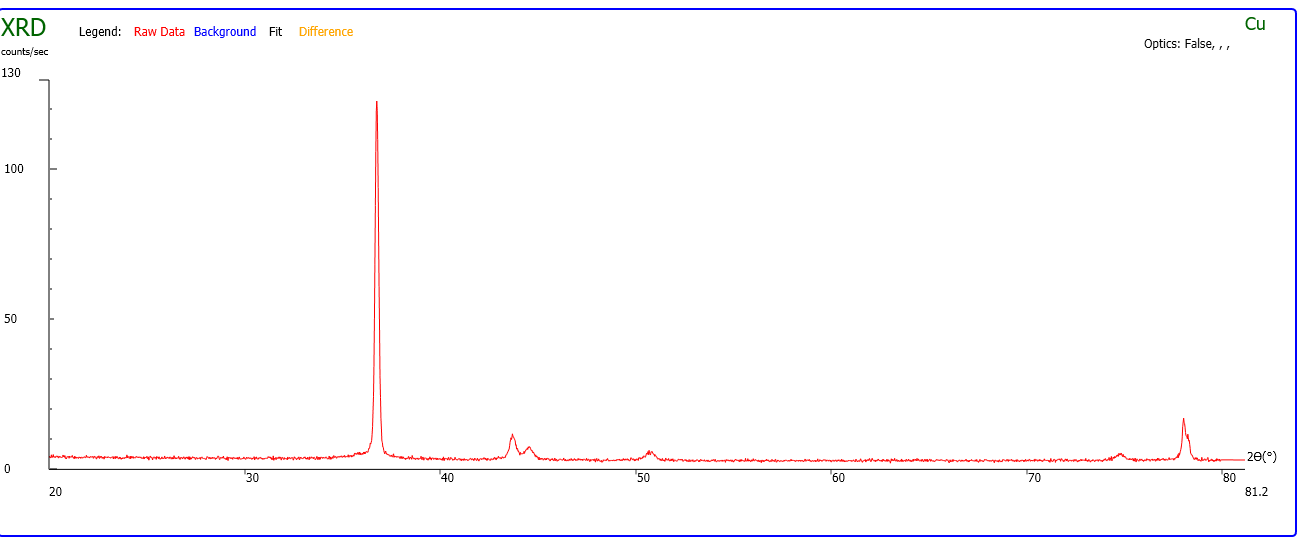 XRD
Legend: Raw Data Background Fit Difference
Cu
Optics: False, , ,
counts/sec
130
100
50
0
2Θ(°)
30 40 50 60 70 80
20 81.2